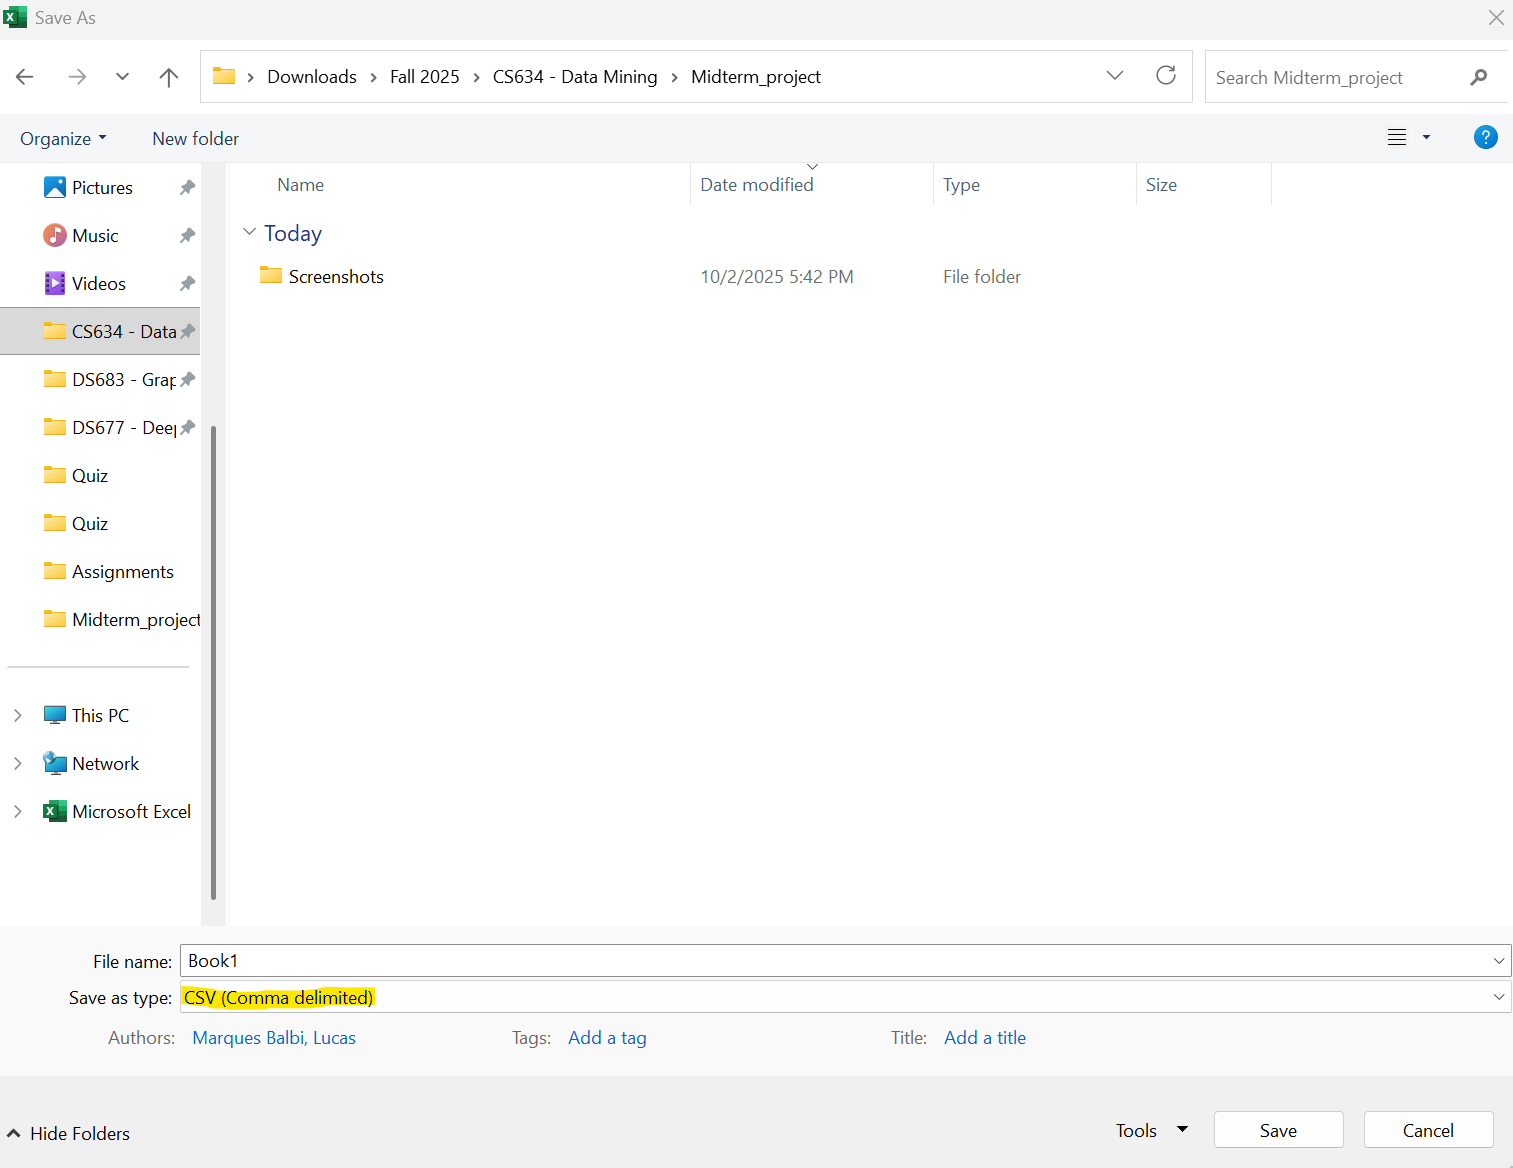 Save As
Downloads > Fall 2025 > CS634 - Data Mining > Midterm_project
Search Midterm_project
Organize
New folder
?
Pictures
Music
Videos
CS634 - Data
DS683 - Grap
DS677 - Deep
Quiz
Quiz
Assignments
Midterm_project
This PC
Network
Microsoft Excel
Name Date modified Type Size
Today
Screenshots 10/2/2025 5:42 PM File folder
File name: Book1
Save as type: CSV (Comma delimited)
Authors: Marques Balbi, Lucas Tags: Add a tag Title: Add a title
Hide Folders
Tools Save Cancel